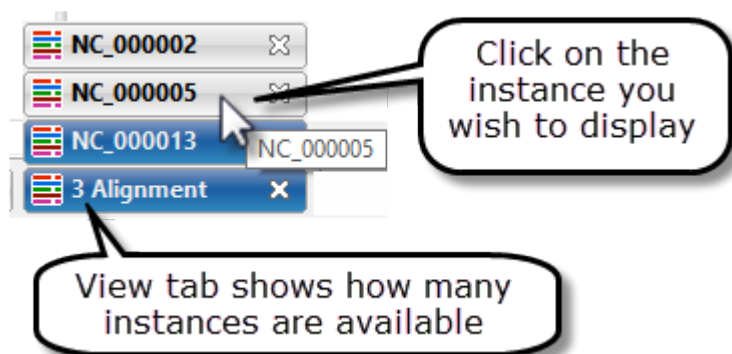 NC_000002
NC_000005
NC_000013
NC_000005
3 Alignment
Click on the
instance you
wish to display
View tab shows how many
instances are available